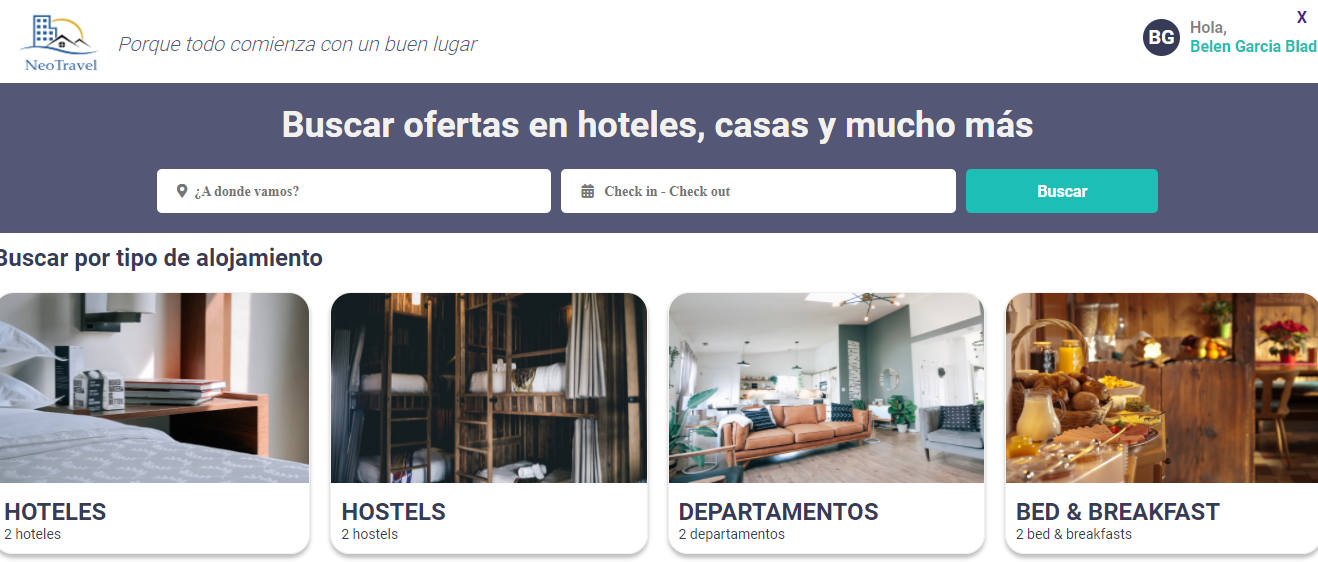 NeoTravel
Porque todo comienza con un buen lugar
X
BG
Hola,
Belen Garcia Blad
Buscar ofertas en hoteles, casas y mucho más
¿A donde vamos?
Check in - Check out
Buscar
Buscar por tipo de alojamiento
HOTELES
2 hoteles
HOSTELS
2 hostels
DEPARTAMENTOS
2 departamentos
BED & BREAKFAST
2 bed & breakfasts